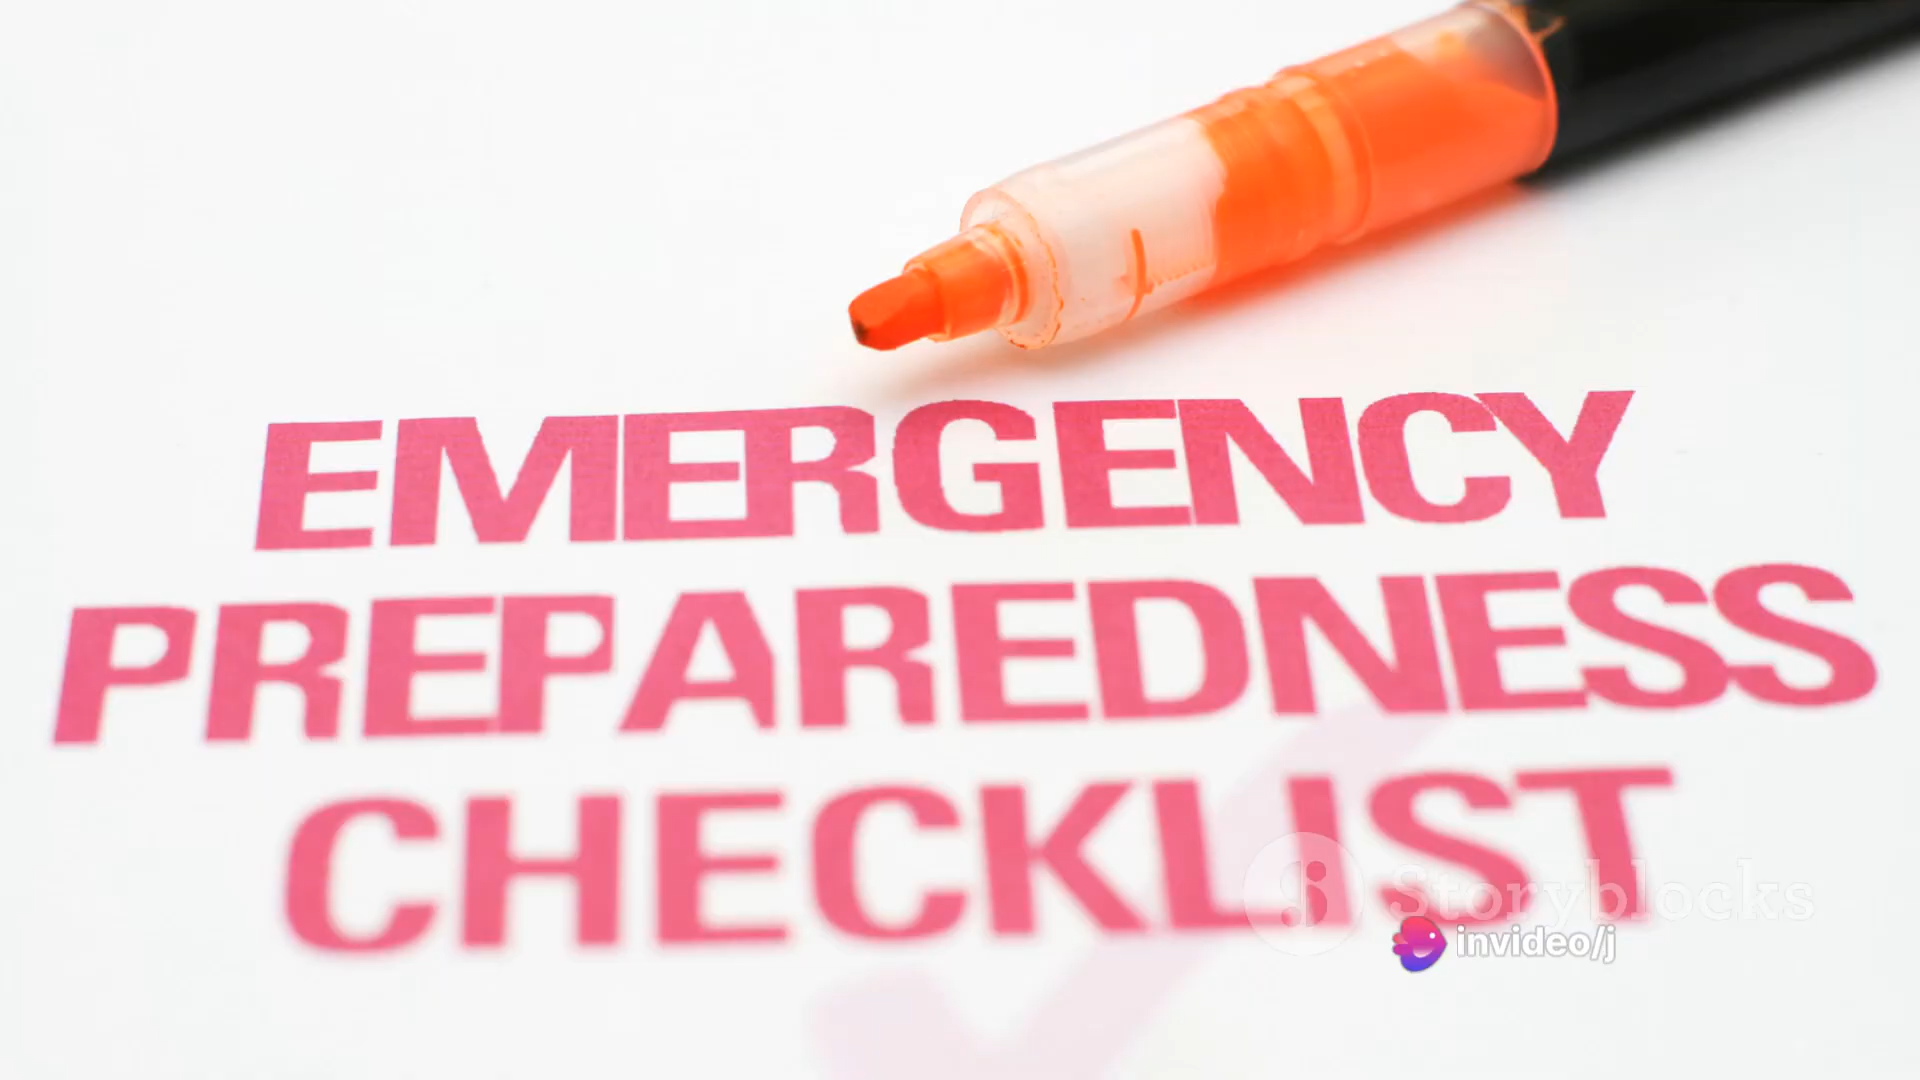 EMERGENCY
PREPAREDNESS
CHECKLIST
Storyblocks
invideo/j